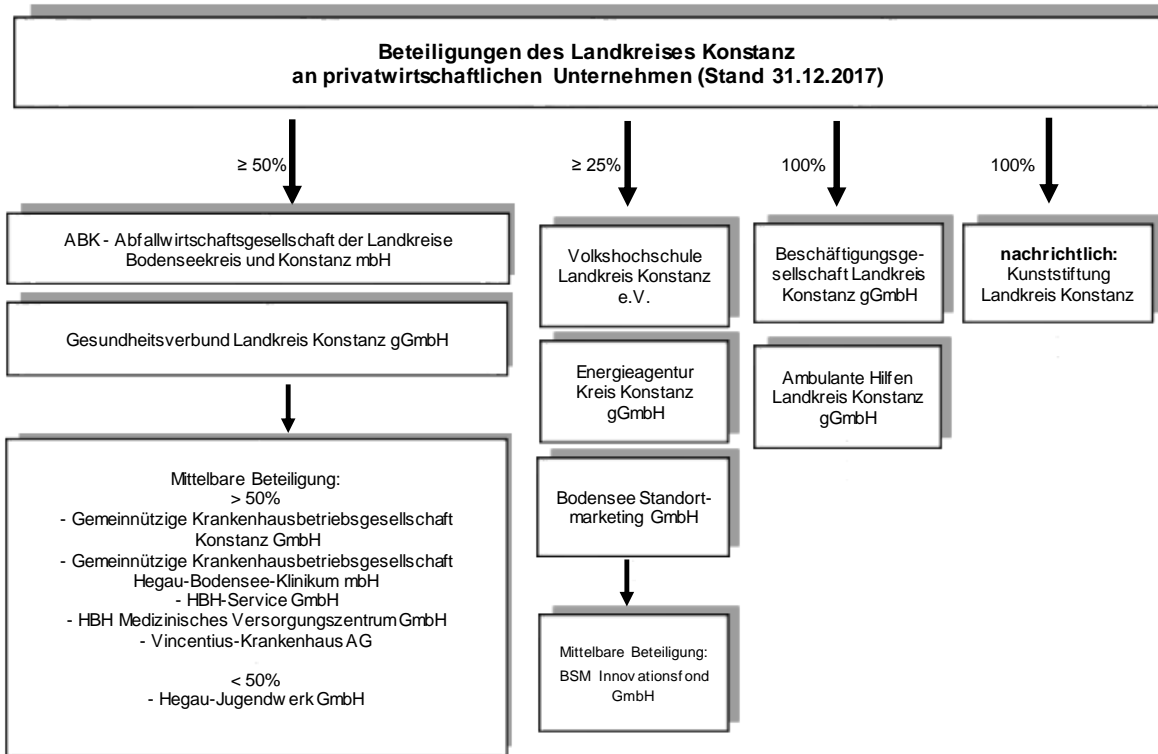 Beteiligungen des Landkreises Konstanz
an privatwirtschaftlichen Unternehmen (Stand 31.12.2017)
≥ 50%
≥ 25%
100%
100%
ABK - Abfallwirtschaftsgesellschaft der Landkreise
Bodenseekreis und Konstanz mbH
Gesundheitsverbund Landkreis Konstanz gGmbH
Mittelbare Beteiligung:
> 50%
- Gemeinnützige Krankenhausbetriebsgesellschaft
Konstanz GmbH
- Gemeinnützige Krankenhausbetriebsgesellschaft
Hegau-Bodensee-Klinikum mbH
- HBH-Service GmbH
- HBH Medizinisches Versorgungszentrum GmbH
- Vincentius-Krankenhaus AG
< 50%
- Hegau-Jugendwerk GmbH
Volkshochschule
Landkreis Konstanz
e.V.
Energieagentur
Kreis Konstanz
gGmbH
Bodensee Standort-
marketing GmbH
Mittelbare Beteiligung:
BSM Innovationsfond
GmbH
Beschäftigungsge-
sellschaft Landkreis
Konstanz gGmbH
Ambulante Hilfen
Landkreis Konstanz
gGmbH
nachrichtlich:
Kunststiftung
Landkreis Konstanz